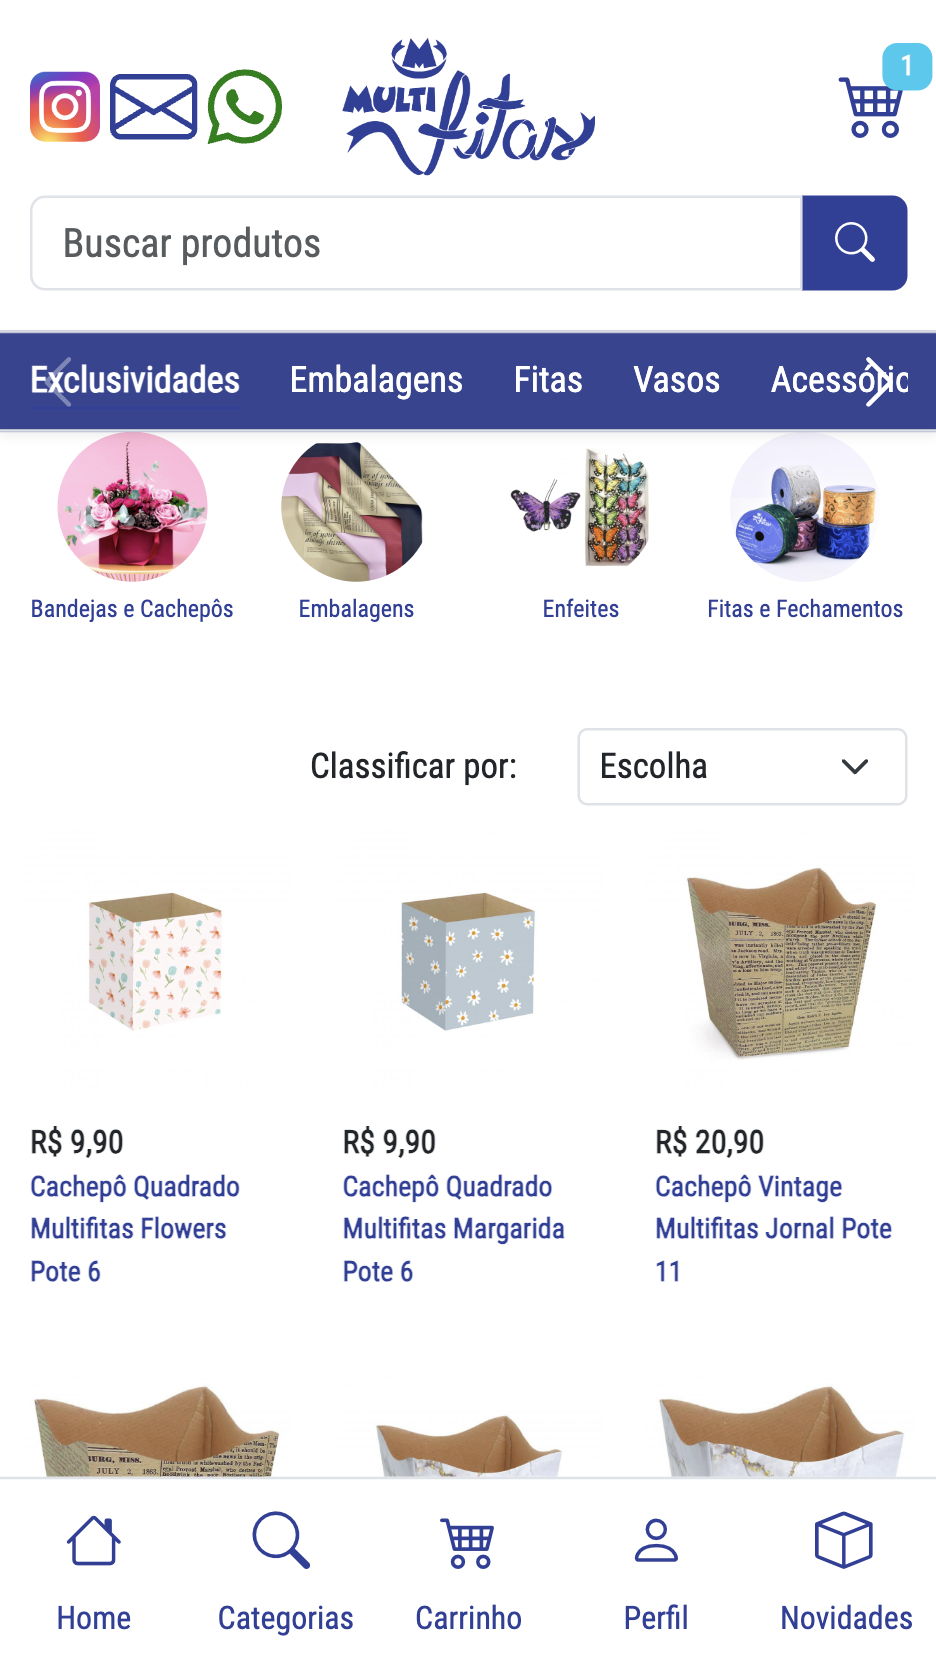 MULTI
fitas
1
Buscar produtos
Exclusividades
Embalagens
Fitas
Vasos
Bandejas e Cachepôs
Embalagens
Enfeites
Fitas e Fechamentos
Classificar por:
Escolha
R$ 9,90
Cachepô Quadrado
Multifitas Flowers
Pote 6
R$ 9,90
Cachepô Quadrado
Multifitas Margarida
Pote 6
R$ 20,90
Cachepô Vintage
Multifitas Jornal Pote
11
Home
Categorias
Carrinho
Perfil
Novidades